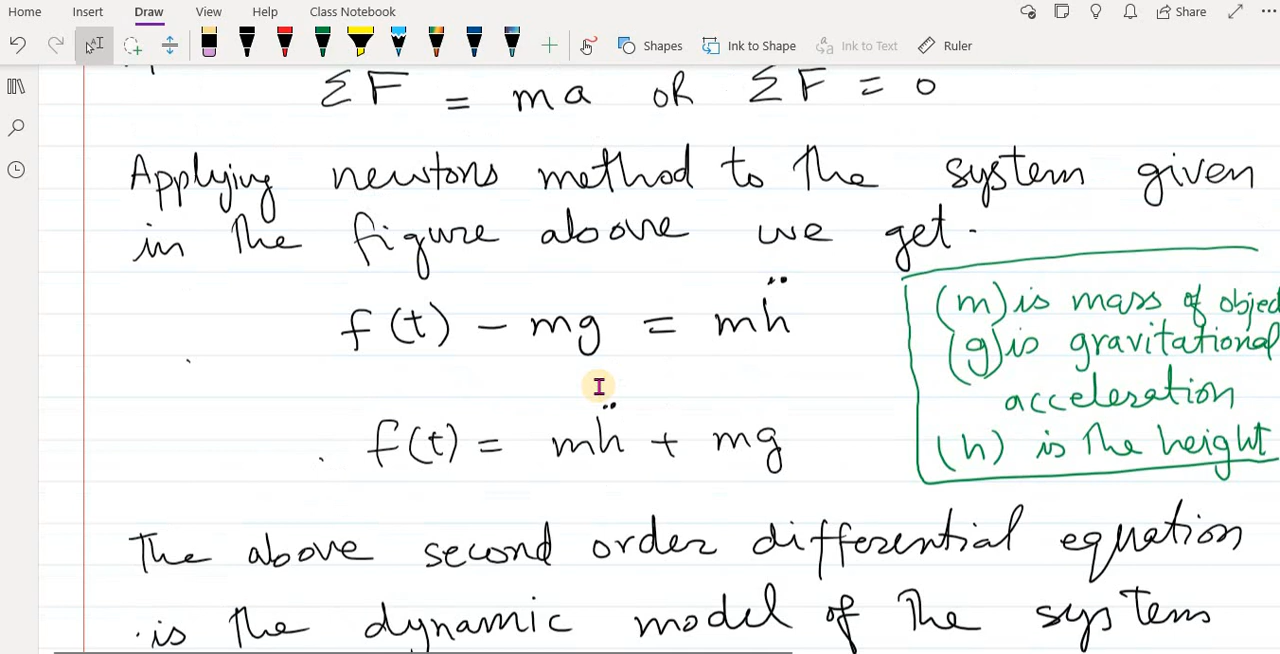 Home Insert Draw View Help Class Notebook Share
Shapes Ink to Shape Ink to Text Ruler
ΣF = ma or ΣF = 0
Applying newtons method to the system given
in the figure above we get.
f(t) - mg = mḧ
f(t) = mḧ + mg
(m) is mass of objec
(g) is gravitational
acceleration
(h) is the height
The above second order differential equation
is the dynamic model of the system